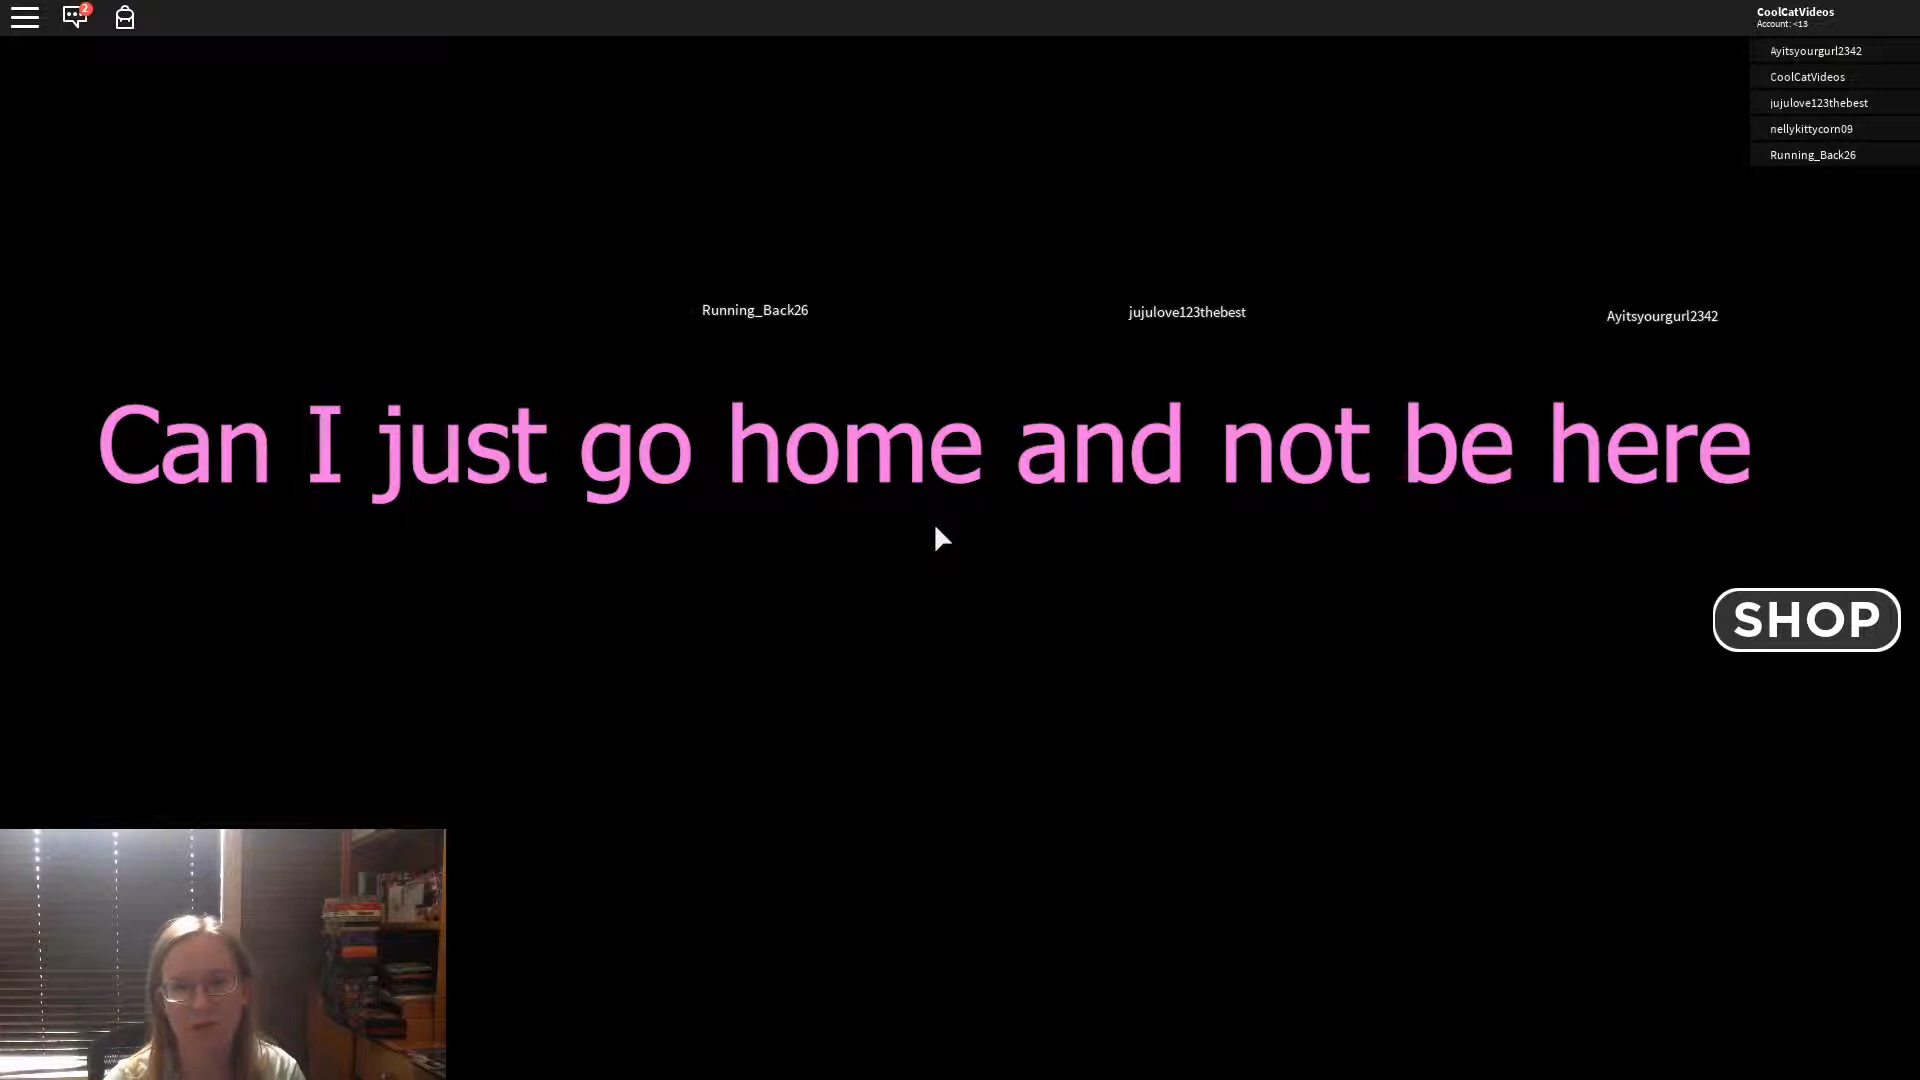 2
CoolCatVideos
Account: <13
Ayitsyourgurl2342
CoolCatVideos
jujulove123thebest
nellykittycorn09
Running_Back26
Running_Back26
jujulove123thebest
Ayitsyourgurl2342
Can I just go home and not be here
SHOP